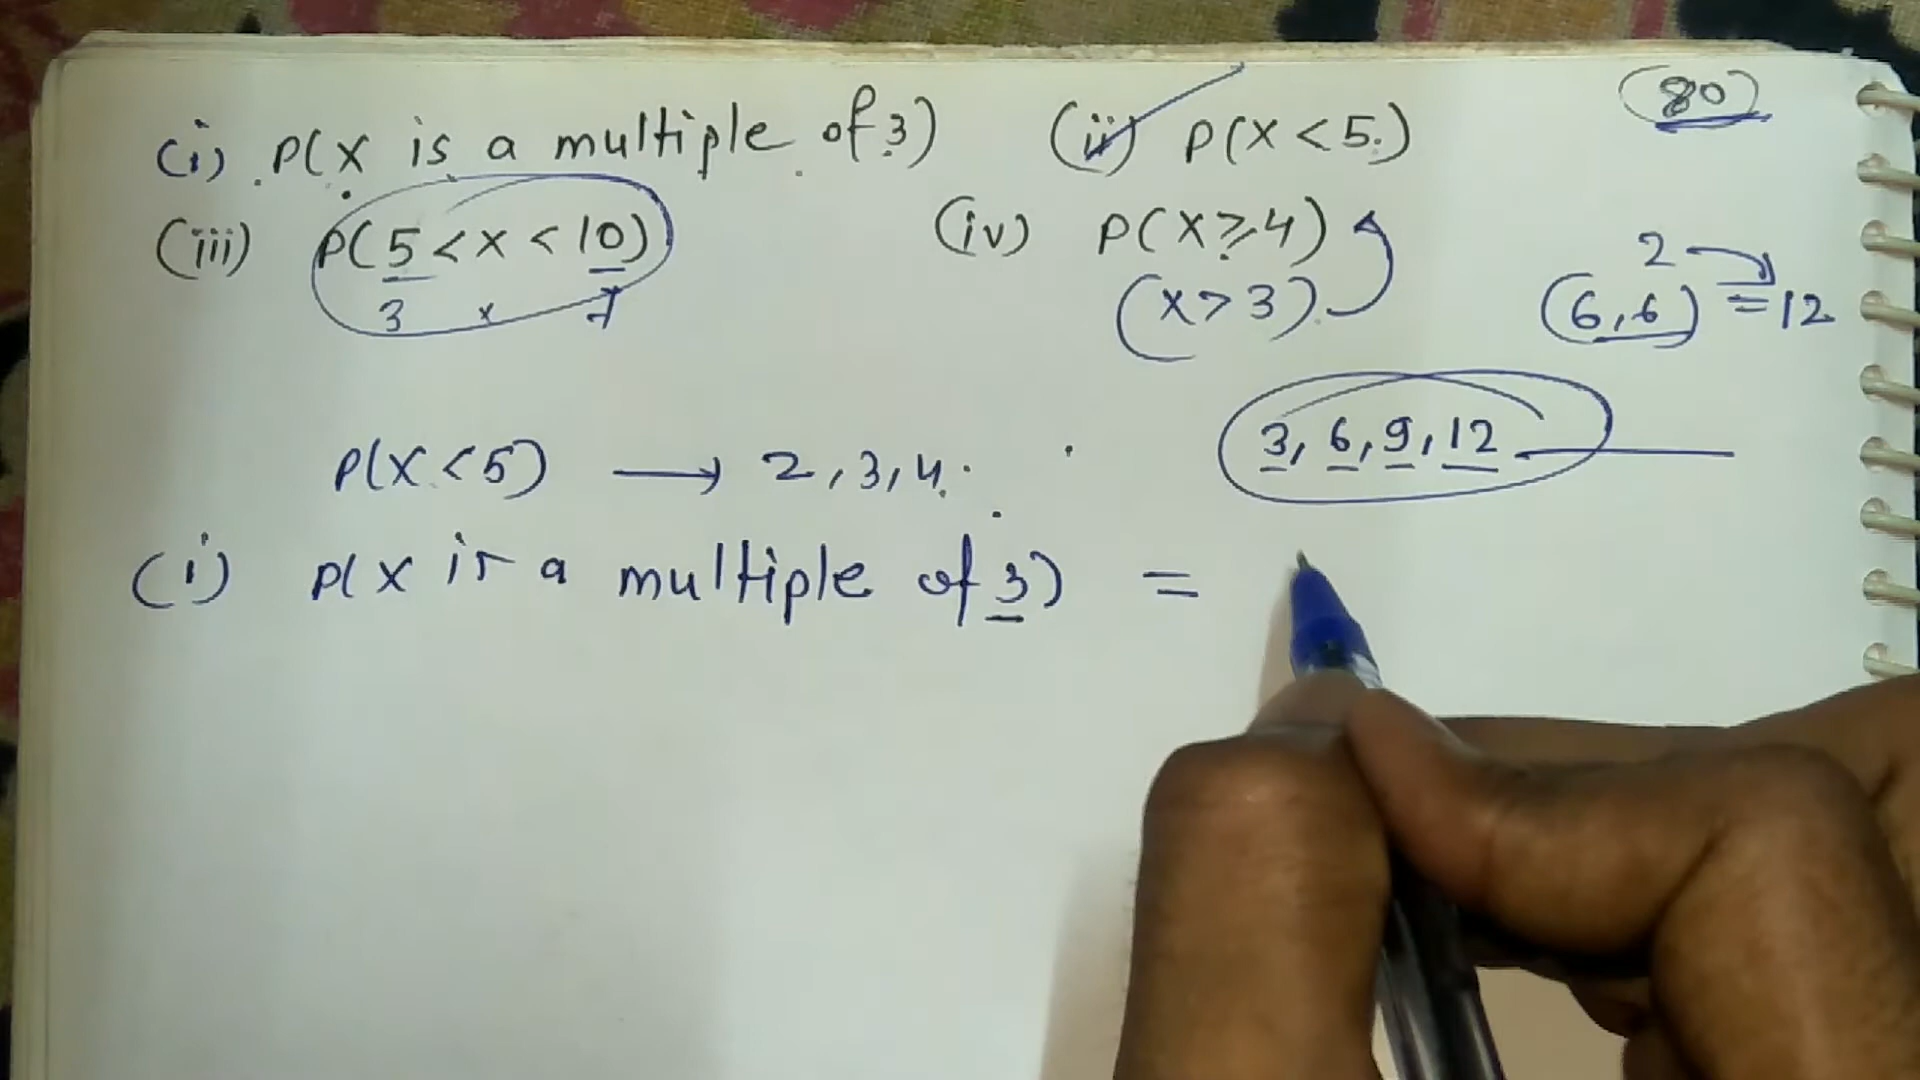 (80)
(i) P(X is a multiple of 3) (ii) P(X < 5)
(iii) P(5 < x < 10) (iv) P(X ≥ 4)
3 x 7 (x > 3)
2
(6,6) = 12
3, 6, 9, 12
P(X < 5) → 2, 3, 4.
(i) P(X is a multiple of 3) =